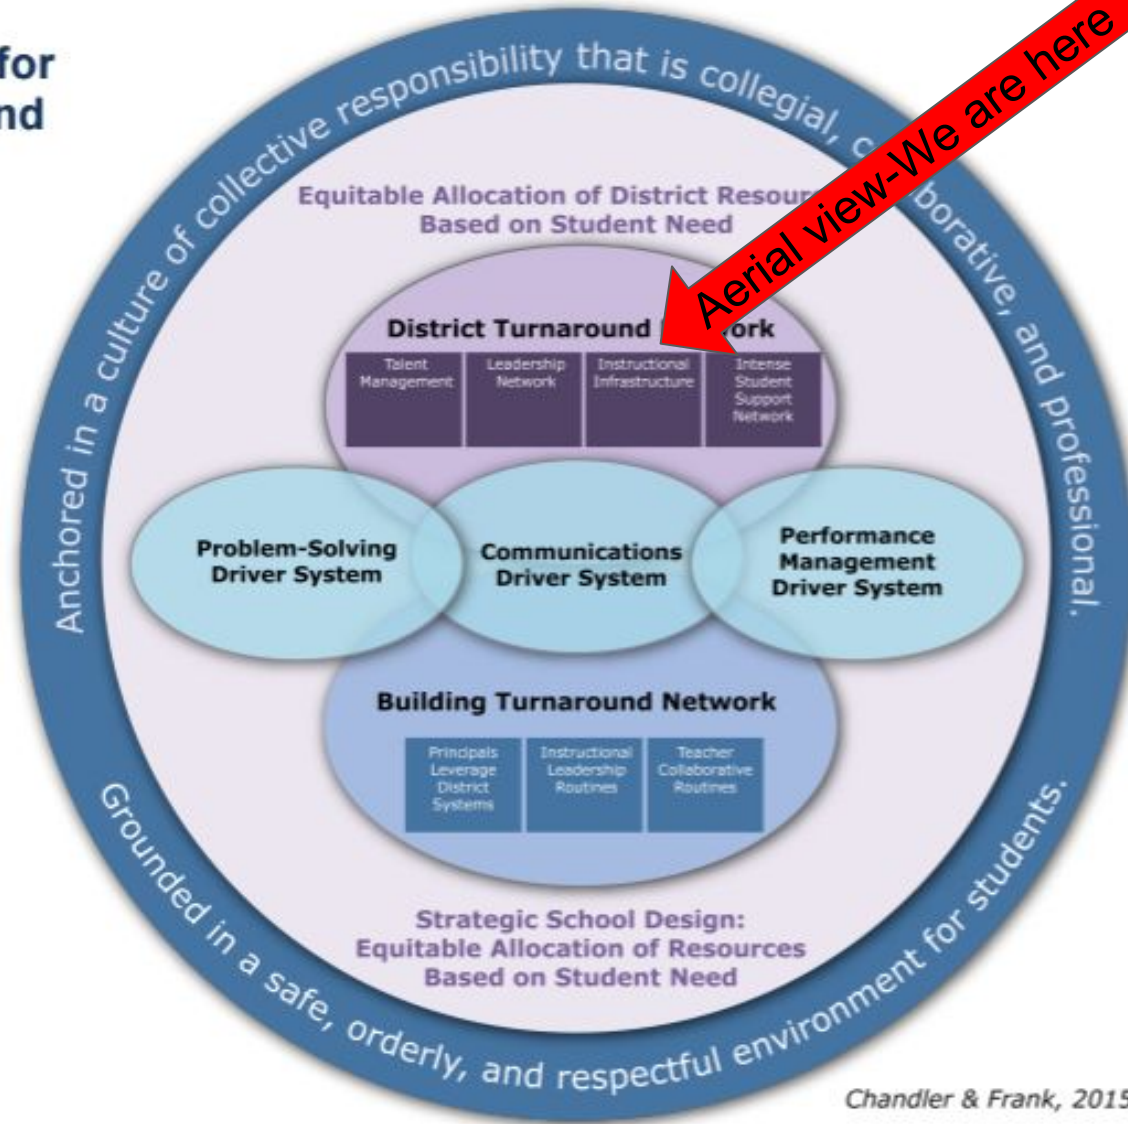 for
nd
Anchored in a culture of collective responsibility that is collegial, c borative, and professional.
Aerial view-We are here
Equitable Allocation of District Resour
Based on Student Need
District Turnaround ork
Talent
Management
Leadership
Network
Instructional
Infrastructure
Intense
Student
Support
Network
Problem-Solving
Driver System
Communications
Driver System
Performance
Management
Driver System
Building Turnaround Network
Principals
Leverage
District
Systems
Instructional
Leadership
Routines
Teacher
Collaborative
Routines
Strategic School Design:
Equitable Allocation of Resources
Based on Student Need
Grounded in a safe, orderly, and respectful environment for students.
Chandler & Frank, 2015